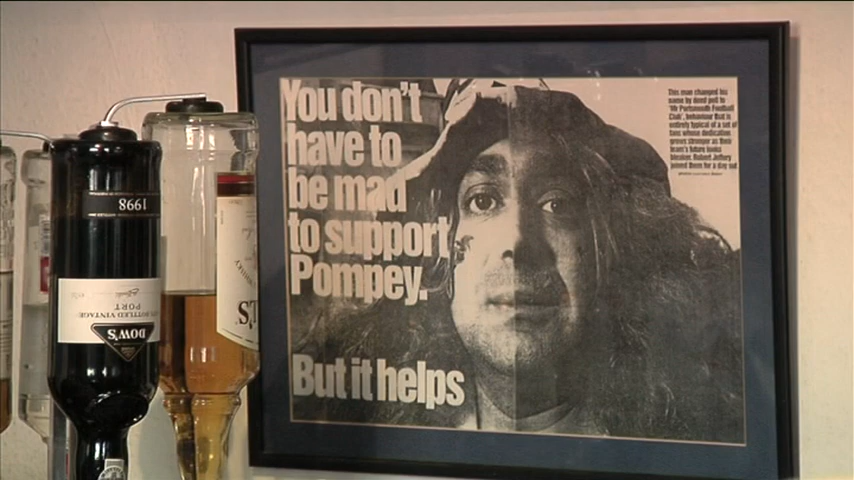 You don't
have to
be mad
to support
Pompey.
But it helps
This man changed his
name by deed poll to
'Mr Portsmouth Football
Club', behaviour that is
entirely typical of a set of
fans whose dedication
grows stronger as their
team's future looks
bleaker. Robert Jeffery
joined them for a day out
1998
DOW'S
BOTTLED VINTAGE
PORT